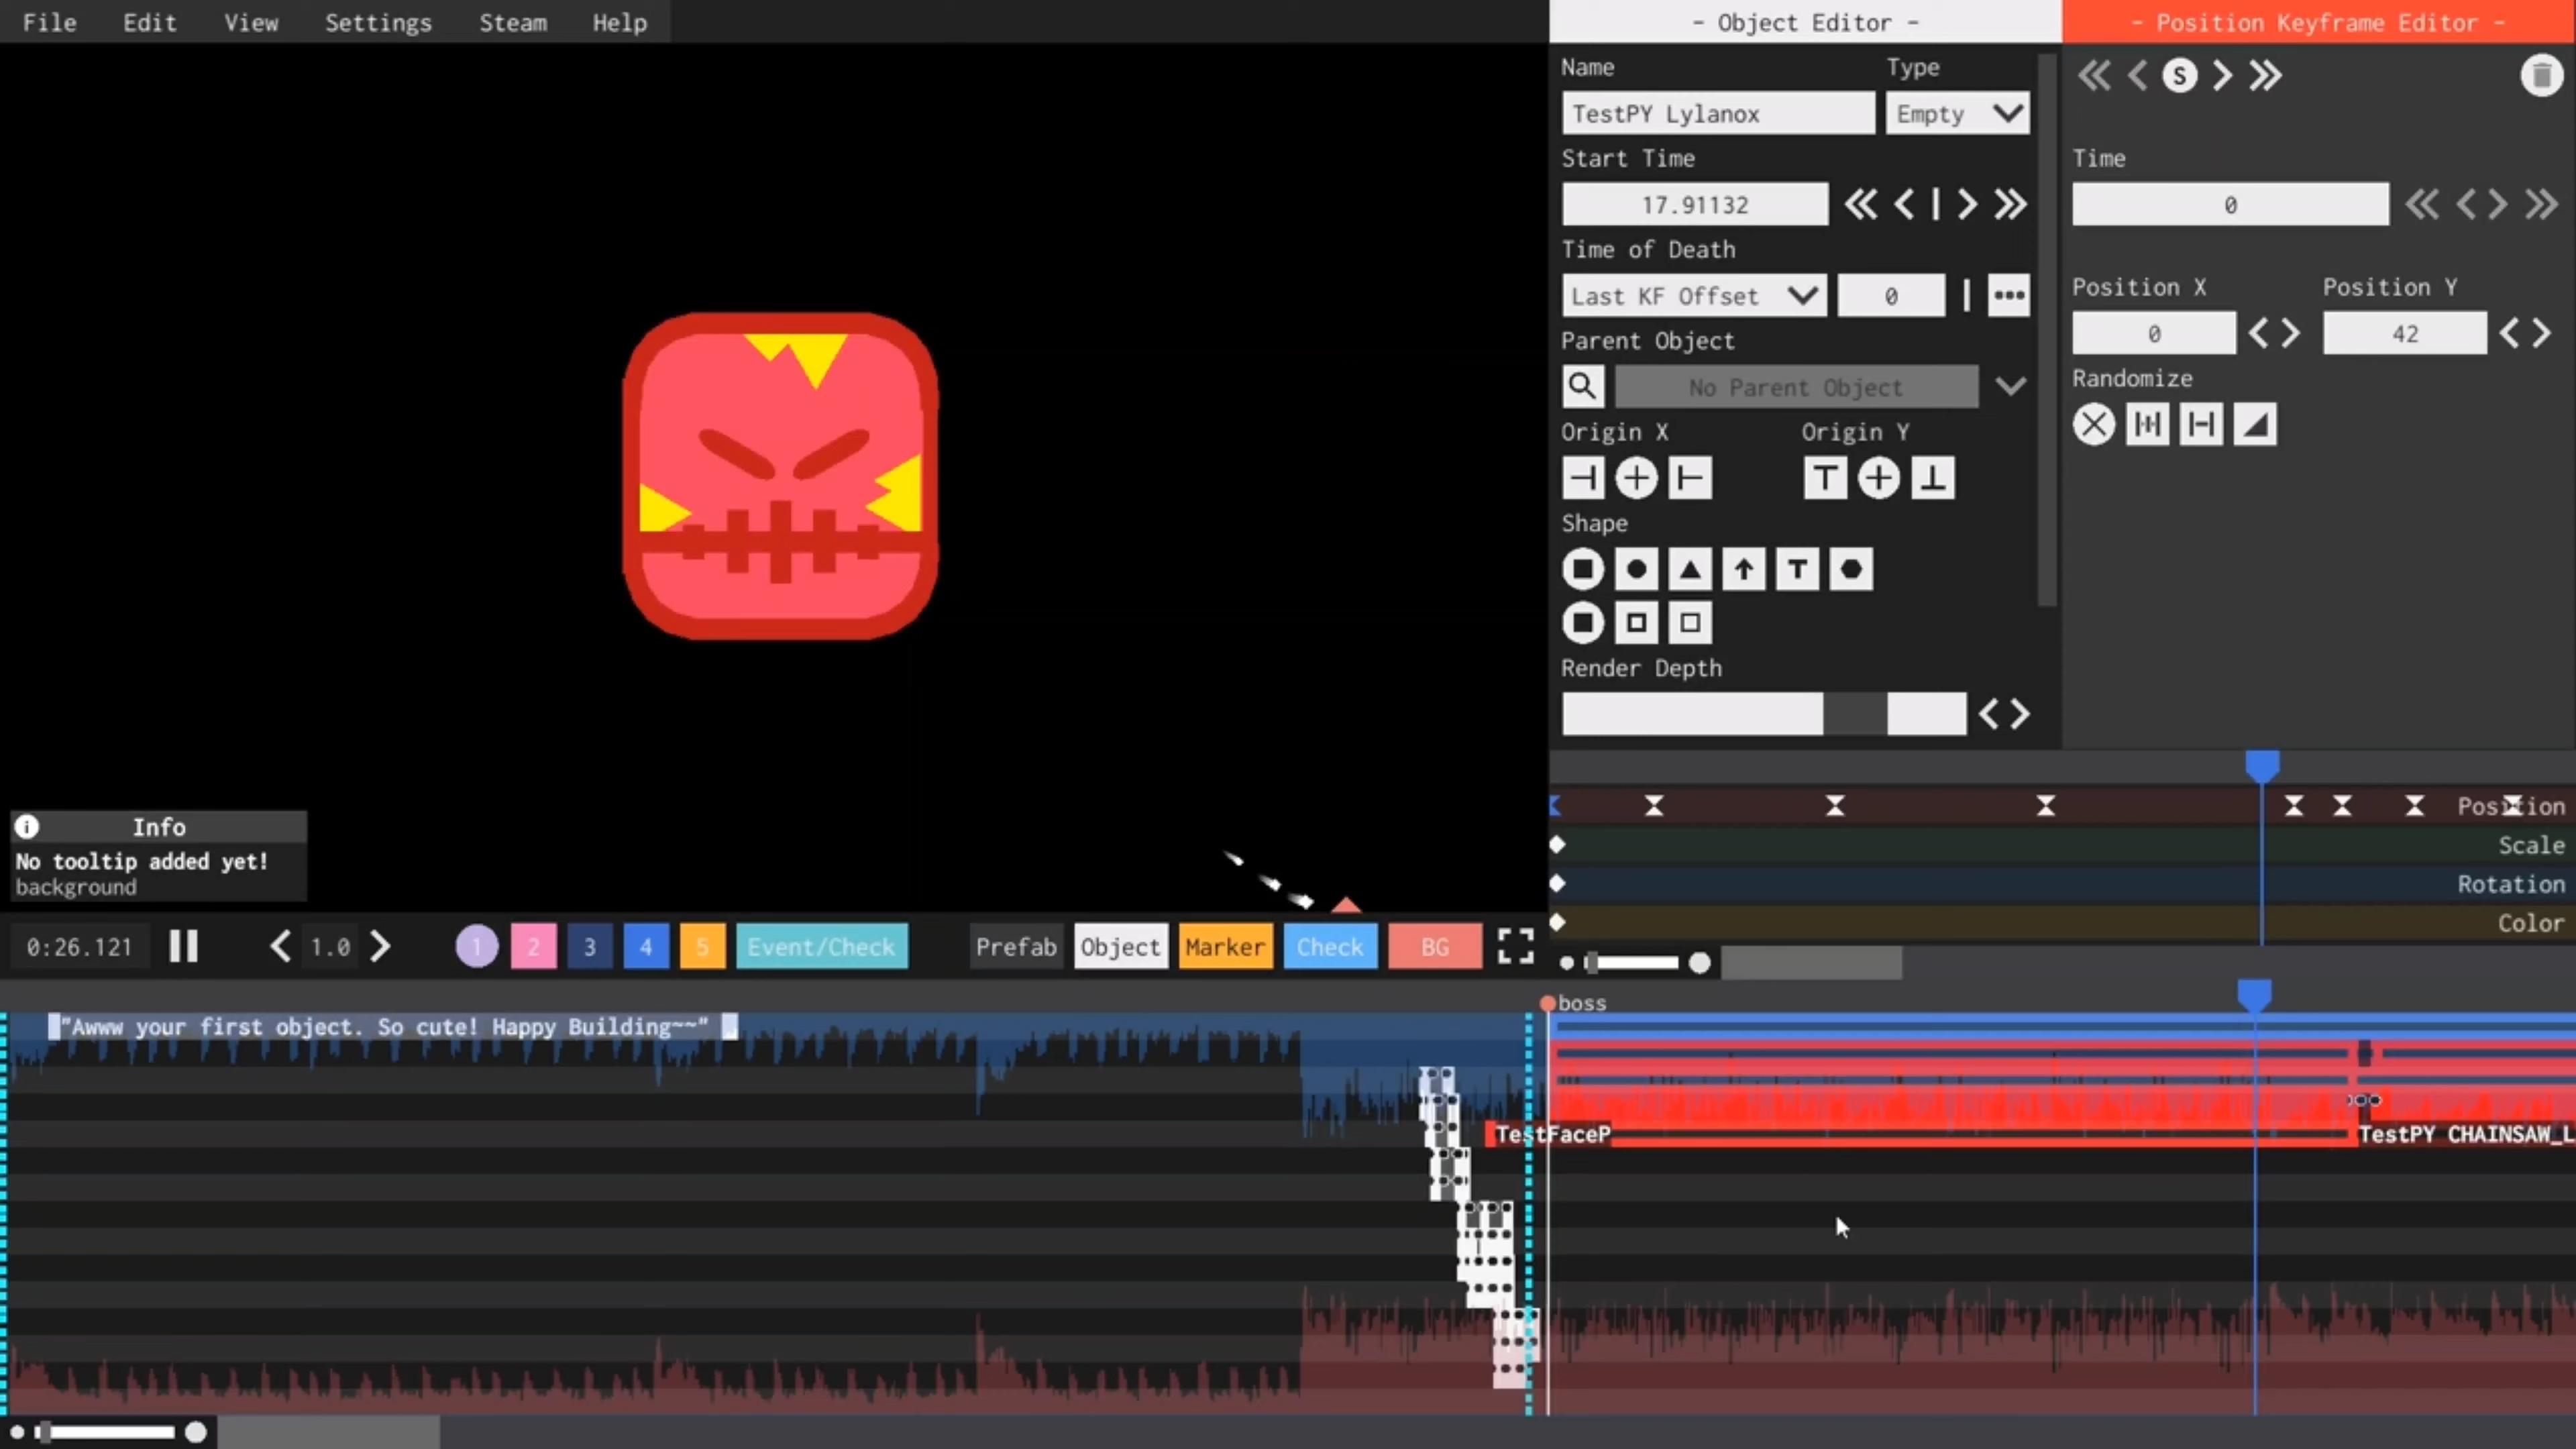 File Edit View Settings Steam Help
- Object Editor -
- Position Keyframe Editor -
Name Type
TestPY Lylanox Empty
Start Time
17.91132
Time of Death
Last KF Offset 0
Parent Object
No Parent Object
Origin X Origin Y
Shape
Render Depth
S
Time
0
Position X Position Y
0 42
Randomize
Position
Scale
Rotation
Color
Info
No tooltip added yet!
background
0:26.121 1.0 1 2 3 4 5 Event/Check Prefab Object Marker Check BG
boss
"Awww your first object. So cute! Happy Building~~"
TestFaceP
TestPY CHAINSAW_L